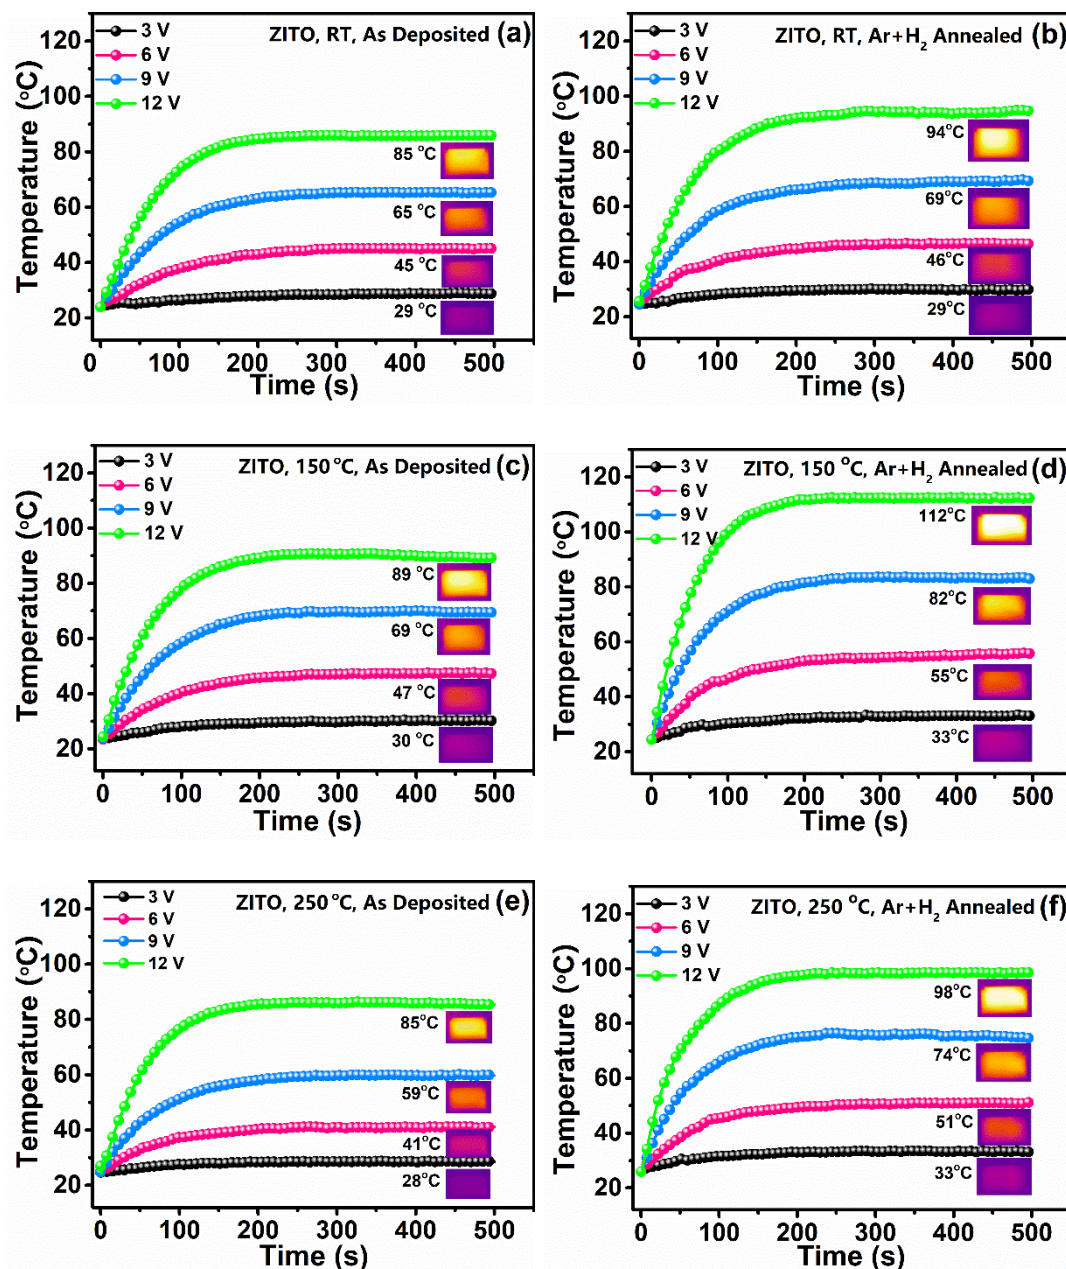 ZITO, RT, As Deposited (a)
3 V
6 V
9 V
12 V
Temperature (°C)
120
100
80
60
40
20
85 °C
65 °C
45 °C
29 °C
0 100 200 300 400 500
Time (s)
ZITO, RT, Ar+H2 Annealed (b)
3 V
6 V
9 V
12 V
Temperature (°C)
120
100
80
60
40
20
94°C
69°C
46°C
29°C
0 100 200 300 400 500
Time (s)
ZITO, 150 °C, As Deposited (c)
3 V
6 V
9 V
12 V
Temperature (°C)
120
100
80
60
40
20
89 °C
69 °C
47 °C
30 °C
0 100 200 300 400 500
Time (s)
ZITO, 150 °C, Ar+H2 Annealed (d)
3 V
6 V
9 V
12 V
Temperature (°C)
120
100
80
60
40
20
112°C
82°C
55°C
33°C
0 100 200 300 400 500
Time (s)
ZITO, 250 °C, As Deposited (e)
3 V
6 V
9 V
12 V
Temperature (°C)
120
100
80
60
40
20
85°C
59°C
41°C
28°C
0 100 200 300 400 500
Time (s)
ZITO, 250 °C, Ar+H2 Annealed (f)
3 V
6 V
9 V
12 V
Temperature (°C)
120
100
80
60
40
20
98°C
74°C
51°C
33°C
0 100 200 300 400 500
Time (s)